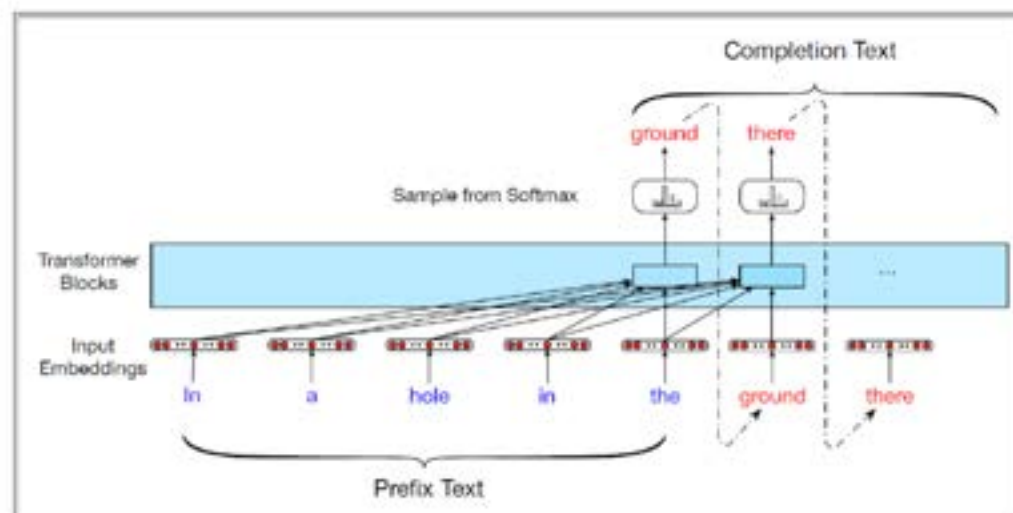 Completion Text
ground there
Sample from Softmax
Transformer
Blocks
...
Input
Embeddings
In a hole in the ground there
Prefix Text